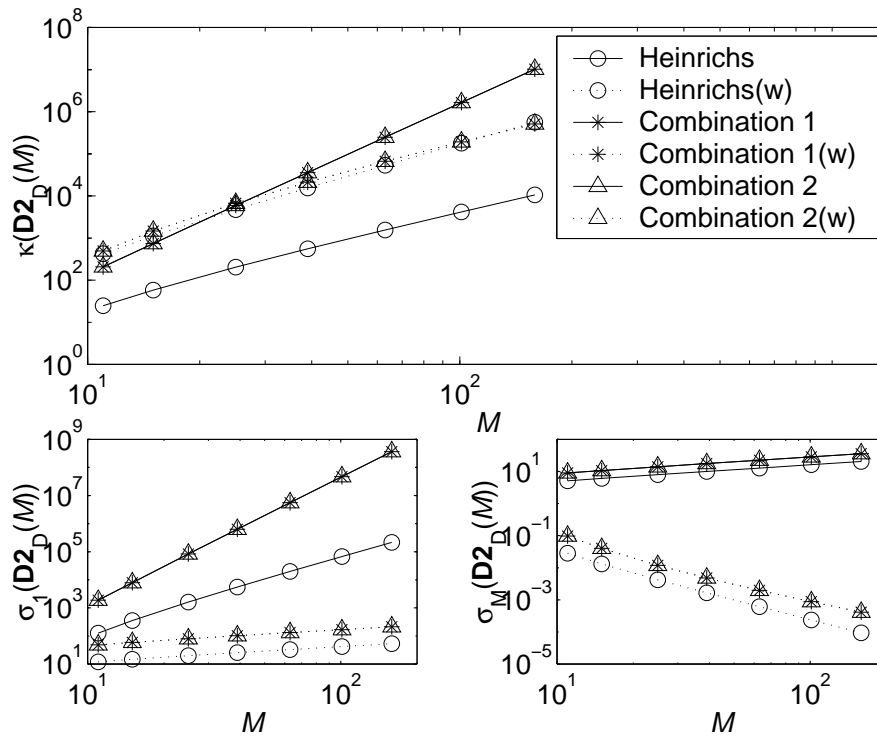 10^8
10^6
10^4
10^2
10^0
κ(D2_D(M))
10^1
10^2
M
Heinrichs
Heinrichs(w)
Combination 1
Combination 1(w)
Combination 2
Combination 2(w)
10^9
10^7
10^5
10^3
10^1
σ_1(D2_D(M))
10^1
10^2
M
10^1
10^-1
10^-3
10^-5
σ_M(D2_D(M))
10^1
10^2
M